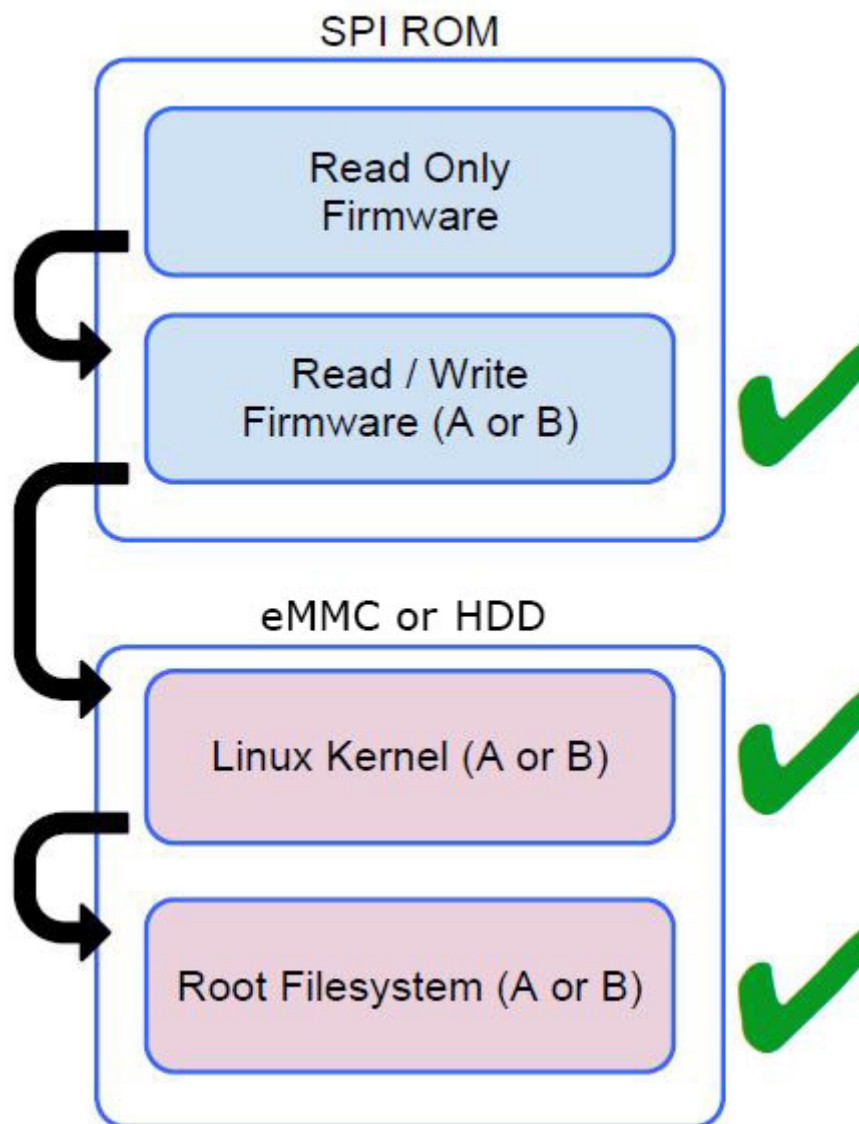 SPI ROM
Read Only
Firmware
Read / Write
Firmware (A or B)
eMMC or HDD
Linux Kernel (A or B)
Root Filesystem (A or B)